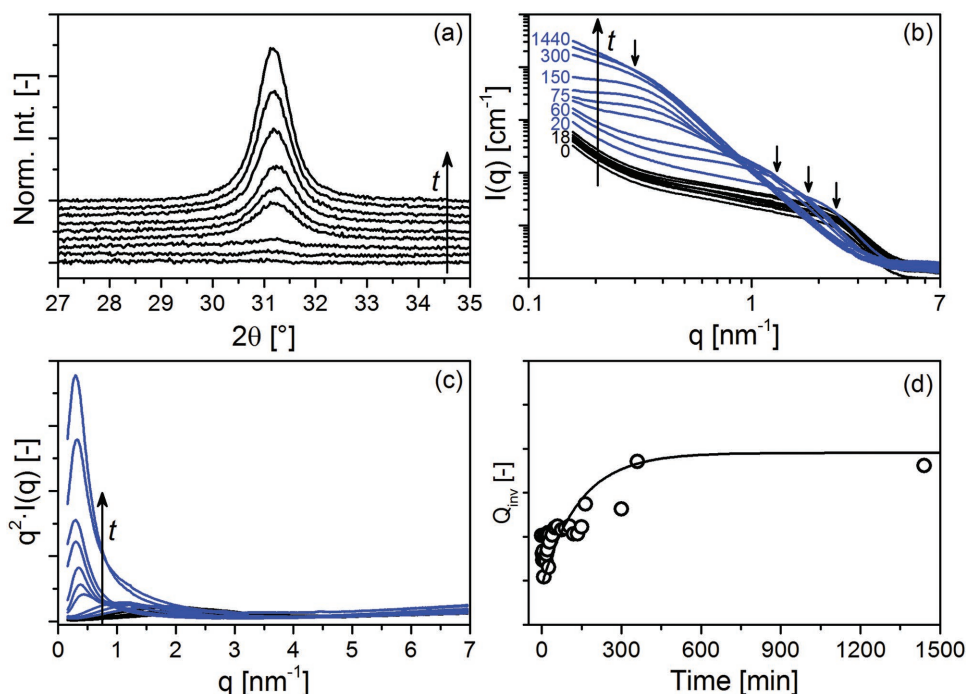 (a)
Norm. Int. [-]
t
27 28 29 30 31 32 33 34 35
2θ [°]
(b)
I(q) [cm-1]
1440
300
150
75
60
20
18
0
t
0.1 1 7
q [nm-1]
(c)
q2·I(q) [-]
t
0 1 2 3 4 5 6 7
q [nm-1]
(d)
Qinv [-]
0 300 600 900 1200 1500
Time [min]